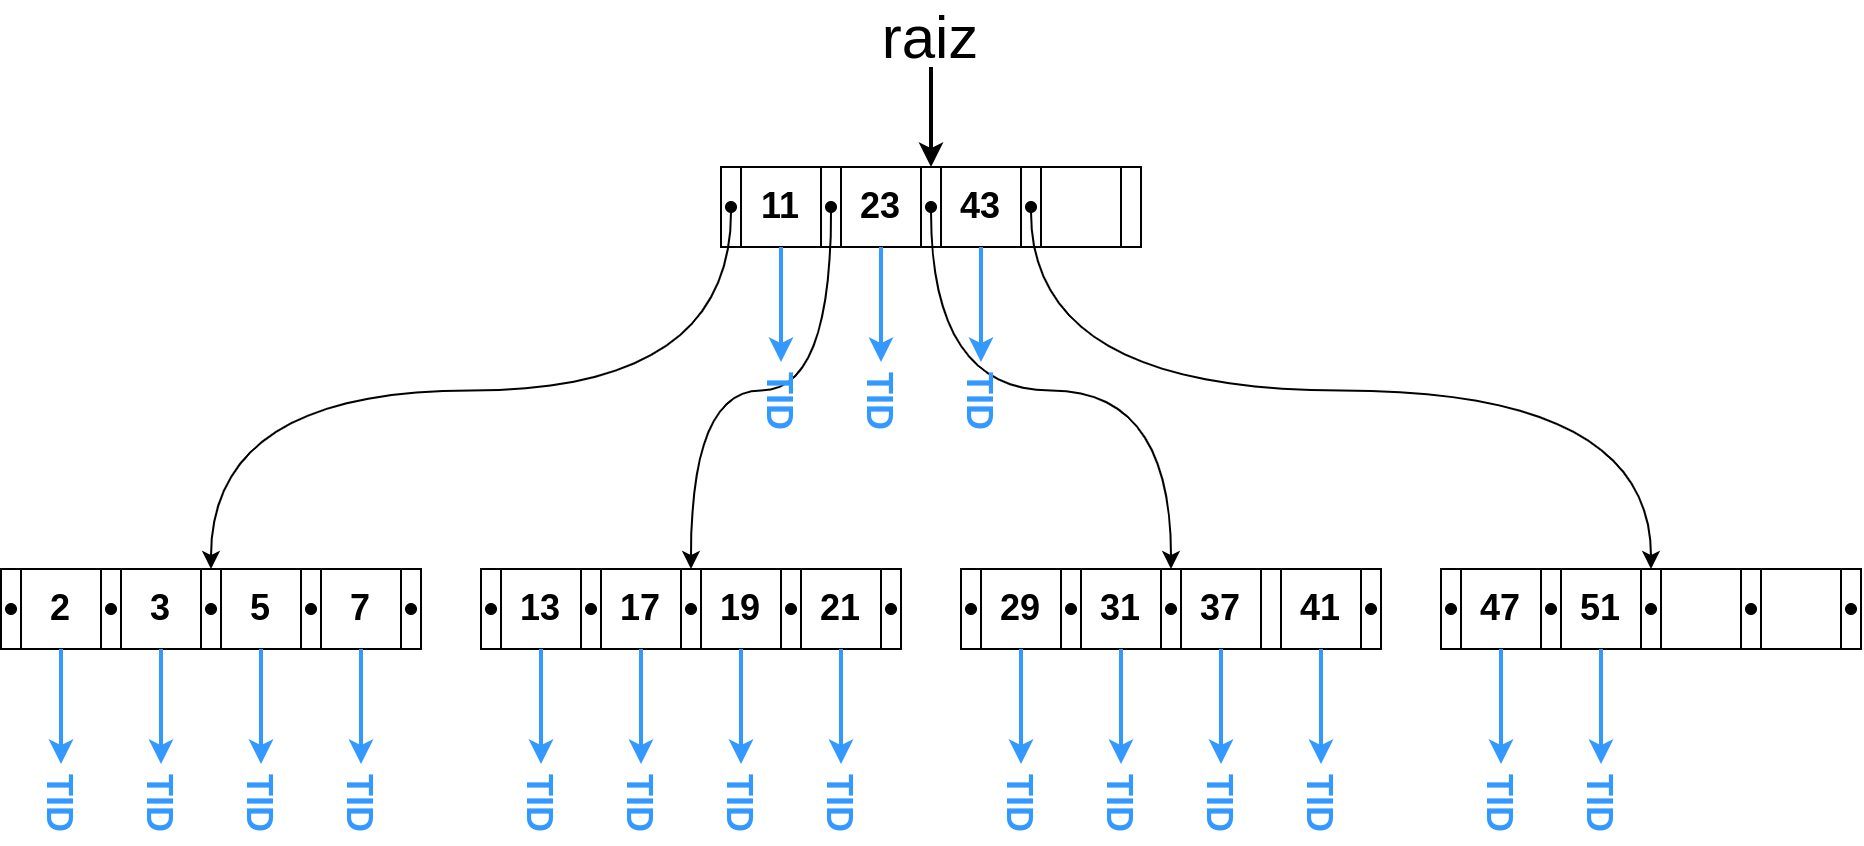 raiz
11 23 43
TID TID TID
2 3 5 7 13 17 19 21 29 31 37 41 47 51
TID TID TID TID TID TID TID TID TID TID TID TID TID TID